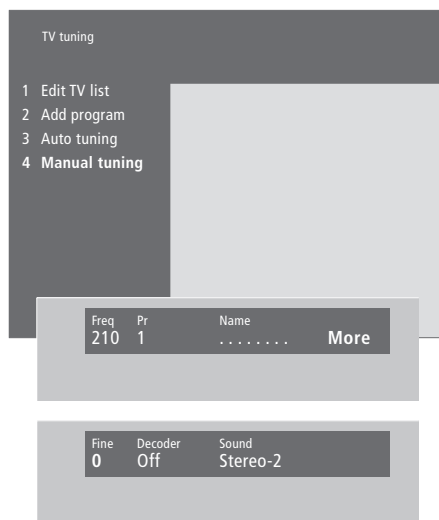 TV tuning
1 Edit TV list
2 Add program
3 Auto tuning
4 Manual tuning
Freq Pr Name
210 1 ........ More
Fine Decoder Sound
0 Off Stereo-2